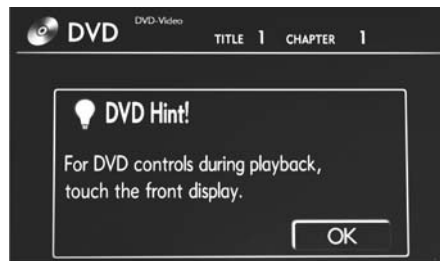 DVD DVD-Video TITLE 1 CHAPTER 1
DVD Hint!
For DVD controls during playback,
touch the front display.
OK